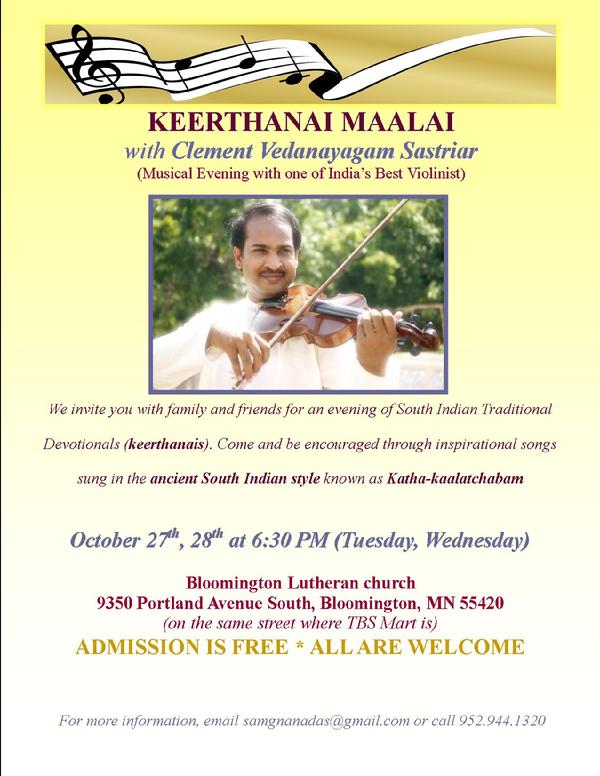 KEERTHANAI MAALAI
with Clement Vedanayagam Sastriar
(Musical Evening with one of India's Best Violinist)
We invite you with family and friends for an evening of South Indian Traditional
Devotionals (keerthanais). Come and be encouraged through inspirational songs
sung in the ancient South Indian style known as Katha-kaalatchabam
October 27th, 28th at 6:30 PM (Tuesday, Wednesday)
Bloomington Lutheran church
9350 Portland Avenue South, Bloomington, MN 55420
(on the same street where TBS Mart is)
ADMISSION IS FREE * ALL ARE WELCOME
For more information, email samgnanadas@gmail.com or call 952.944.1320